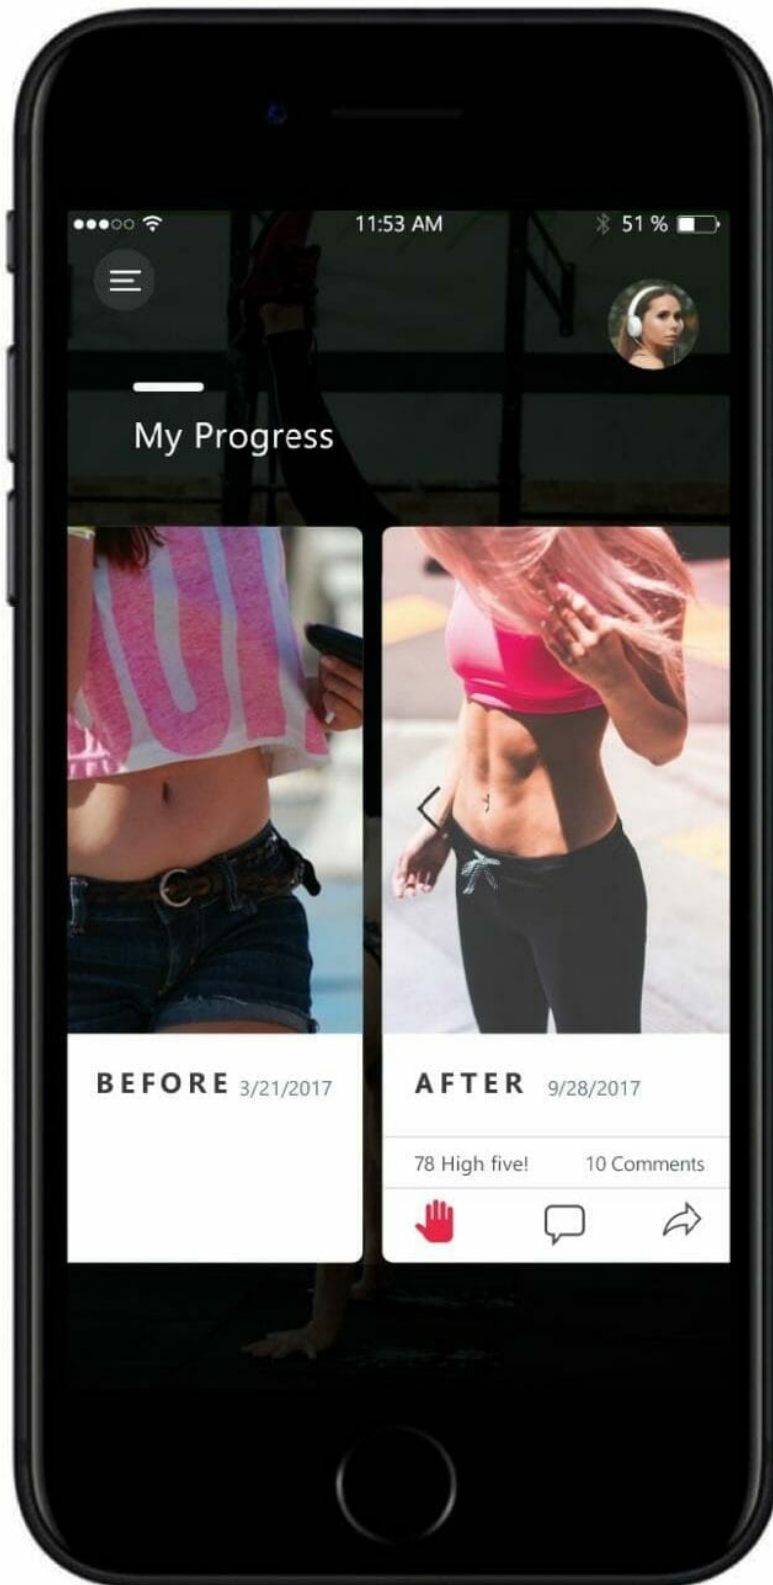 11:53 AM
51 %
My Progress
BEFORE 3/21/2017
AFTER 9/28/2017
78 High five!
10 Comments